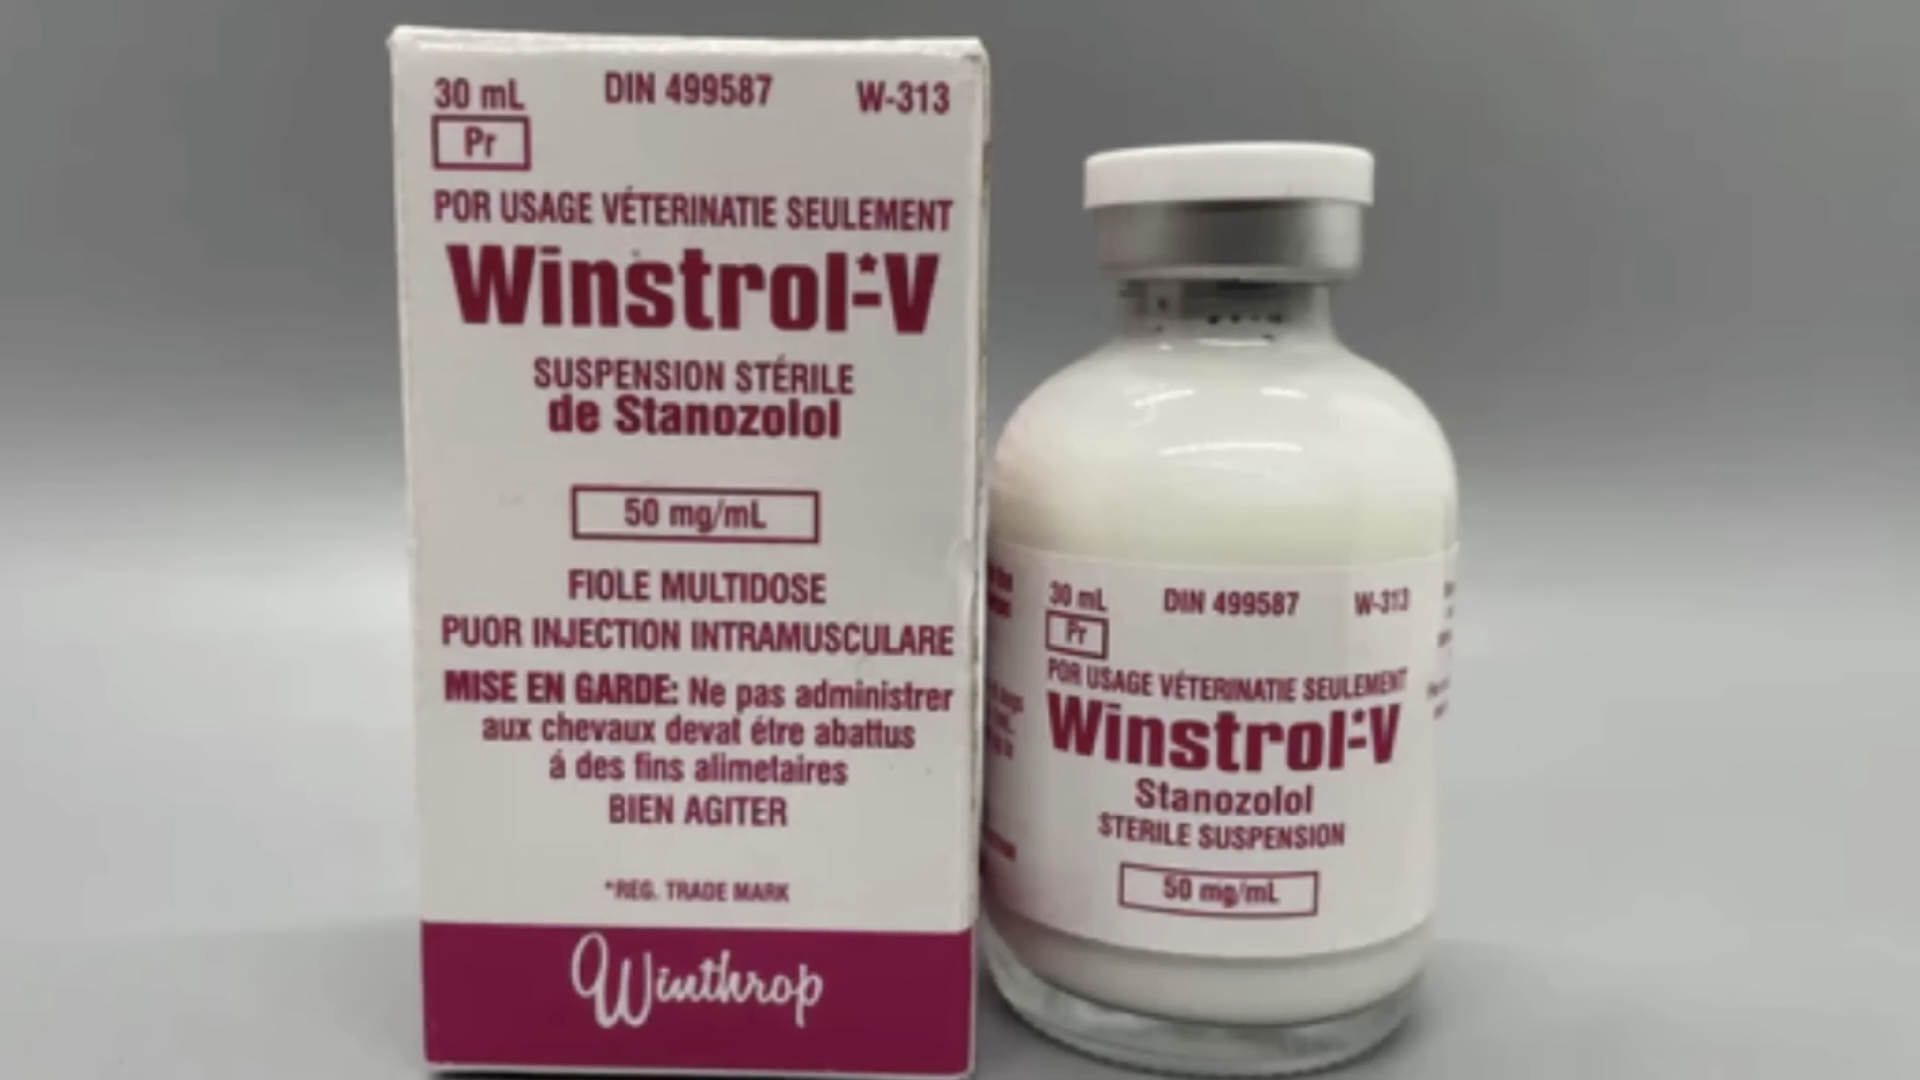 30 mL DIN 499587 W-313
Pr
POR USAGE VÉTERINATIE SEULEMENT
Winstrol*-V
SUSPENSION STÉRILE
de Stanozolol
50 mg/mL
FIOLE MULTIDOSE
PUOR INJECTION INTRAMUSCULARE
MISE EN GARDE: Ne pas administrer
aux chevaux devat étre abattus
á des fins alimetaires
BIEN AGITER
*REG. TRADE MARK
Winthrop
30 mL DIN 499587 W-313
Pr
POR USAGE VÉTERINATIE SEULEMENT
Winstrol*-V
Stanozolol
STERILE SUSPENSION
50 mg/mL